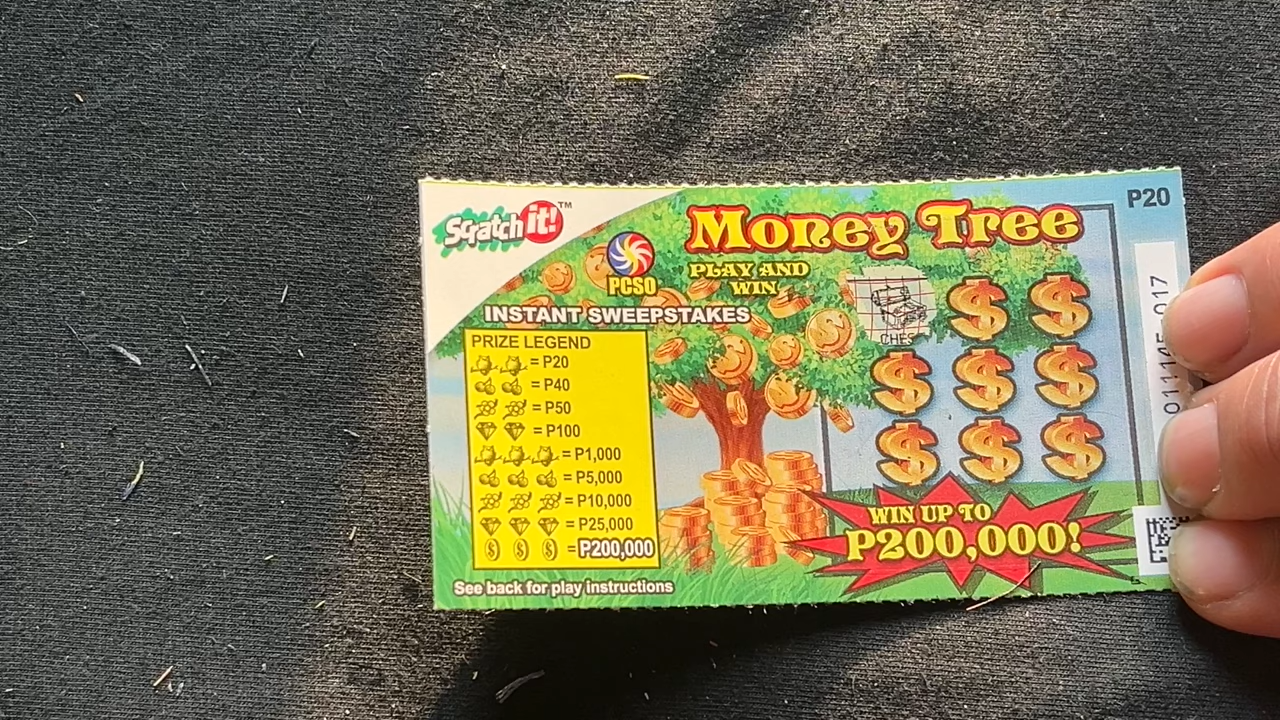 Scratch it!™
PCSO
INSTANT SWEEPSTAKES
Money Tree
PLAY AND
WIN
P20
CHES
PRIZE LEGEND
= P20
= P40
= P50
= P100
= P1,000
= P5,000
= P10,000
= P25,000
= P200,000
See back for play instructions
$ $
$ $ $
$ $ $
WIN UP TO
P200,000!